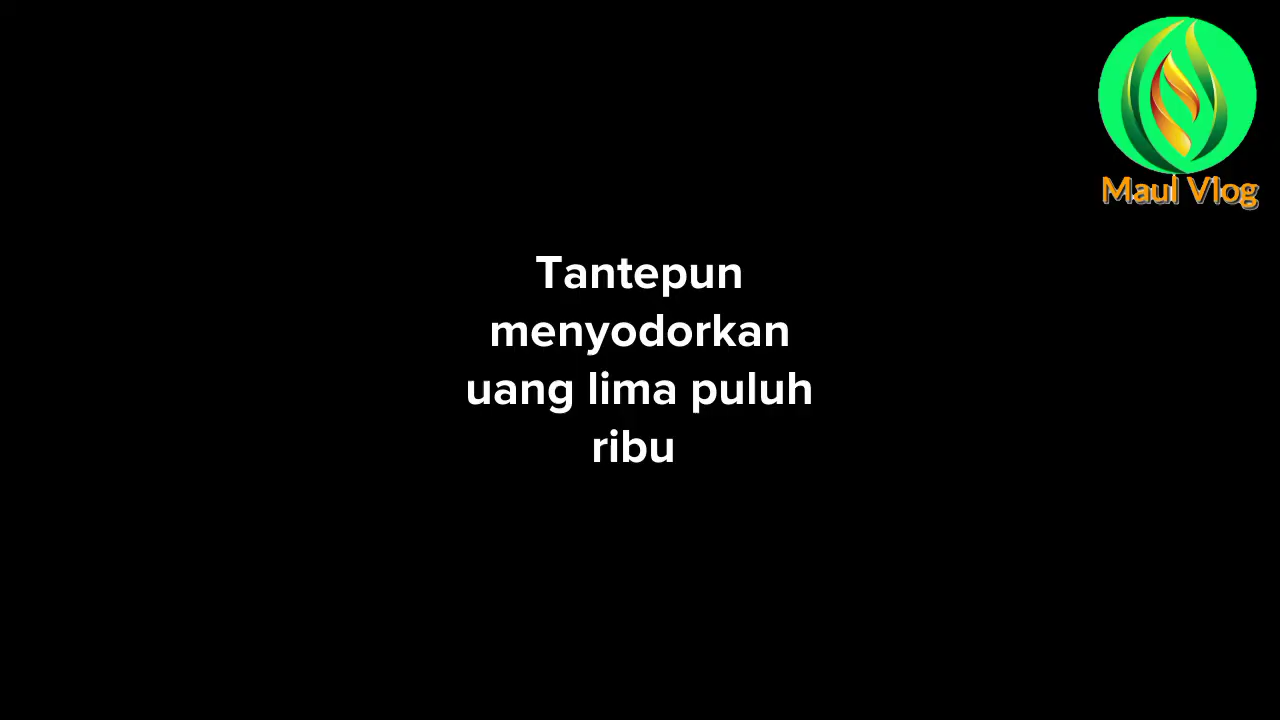 Maul Vlog
Tantepun
menyodorkan
uang lima puluh
ribu